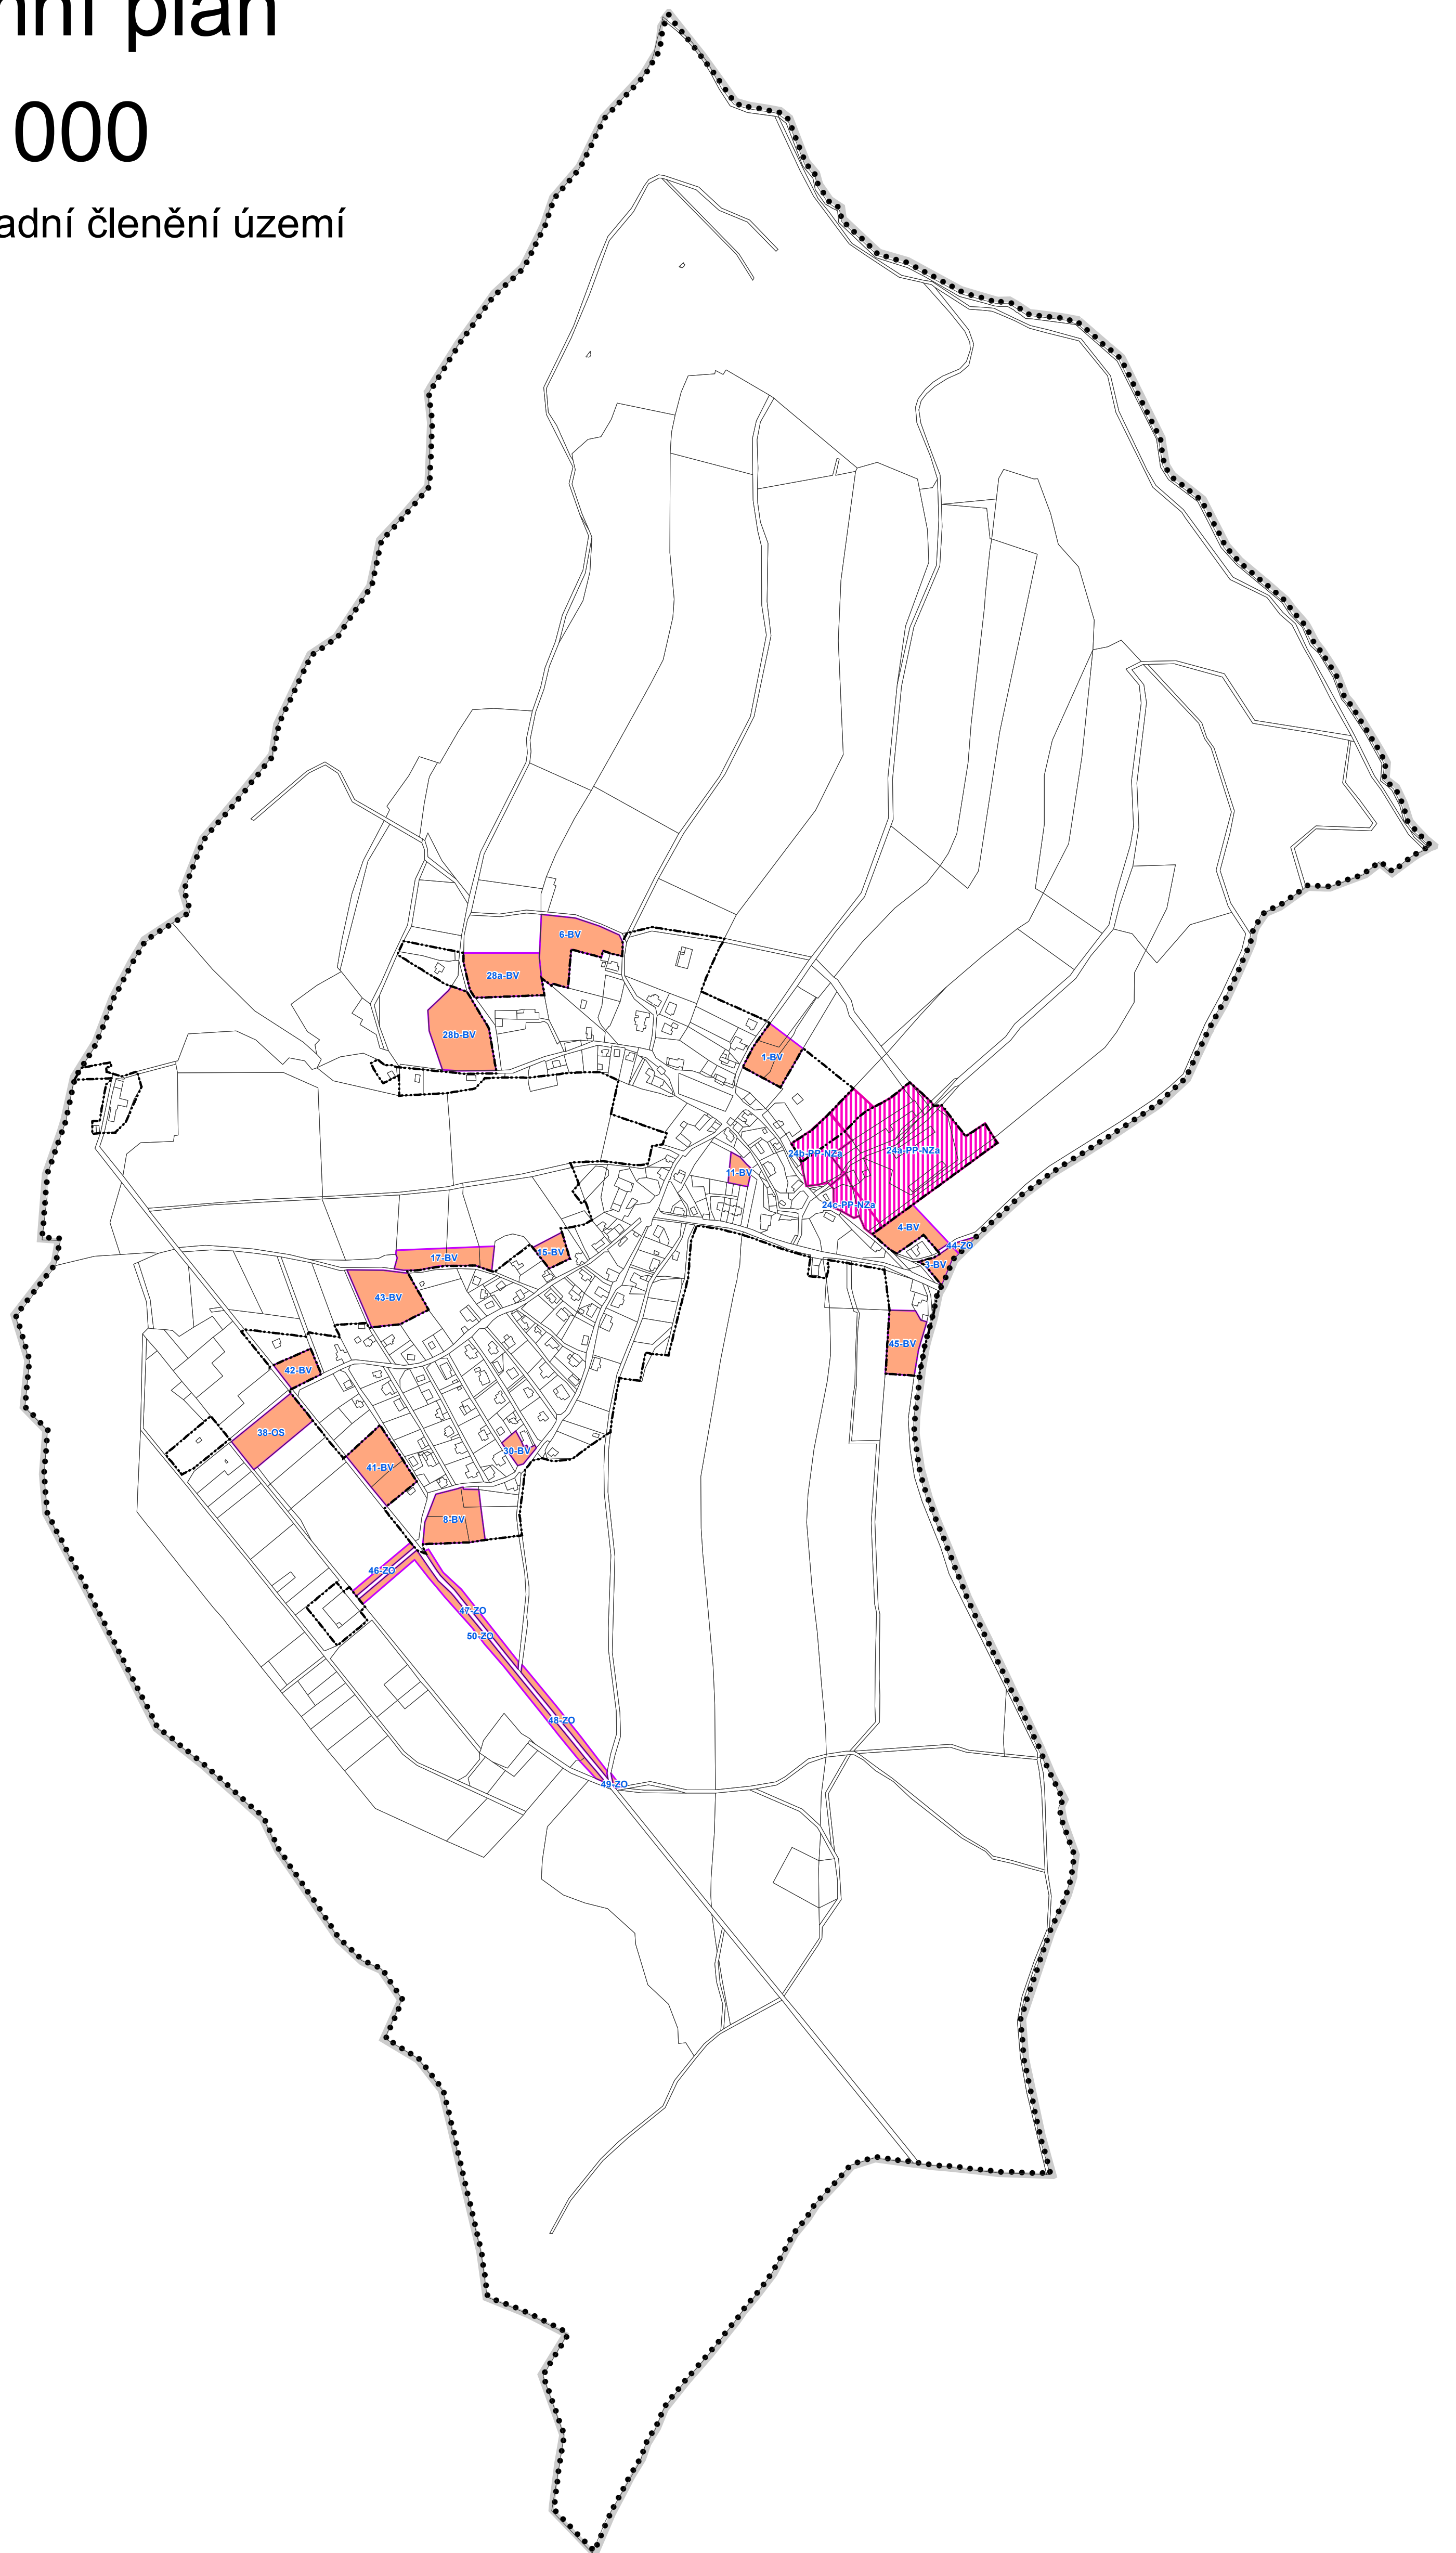 plán
000
členění území
6-BV
28a-BV
28b-BV
1-BV
24b-PP-NZa
24a-PP-NZa
11-BV
24c-PP-NZa
4-BV
44-ZO
3-BV
17-BV
15-BV
43-BV
45-BV
42-BV
38-OS
30-BV
41-BV
8-BV
46-ZO
47-ZO
50-ZO
48-ZO
49-ZO